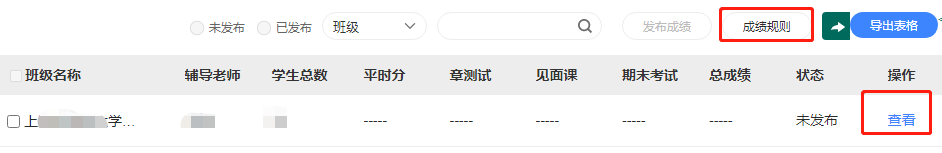 未发布 已发布 班级 发布成绩 成绩规则 导出表格
班级名称 辅导老师 学生总数 平时分 章测试 见面课 期末考试 总成绩 状态 操作
上 学... ----- ----- ----- ----- ----- 未发布 查看